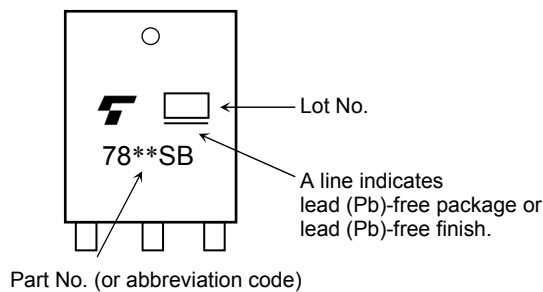 Lot No.
78**SB
A line indicates
lead (Pb)-free package or
lead (Pb)-free finish.
Part No. (or abbreviation code)